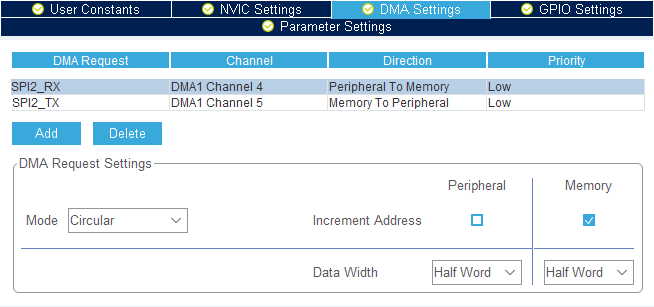 User Constants NVIC Settings DMA Settings GPIO Settings
Parameter Settings
DMA Request Channel Direction Priority
SPI2_RX DMA1 Channel 4 Peripheral To Memory Low
SPI2_TX DMA1 Channel 5 Memory To Peripheral Low
Add Delete
DMA Request Settings
Peripheral Memory
Mode Circular Increment Address
Data Width Half Word Half Word